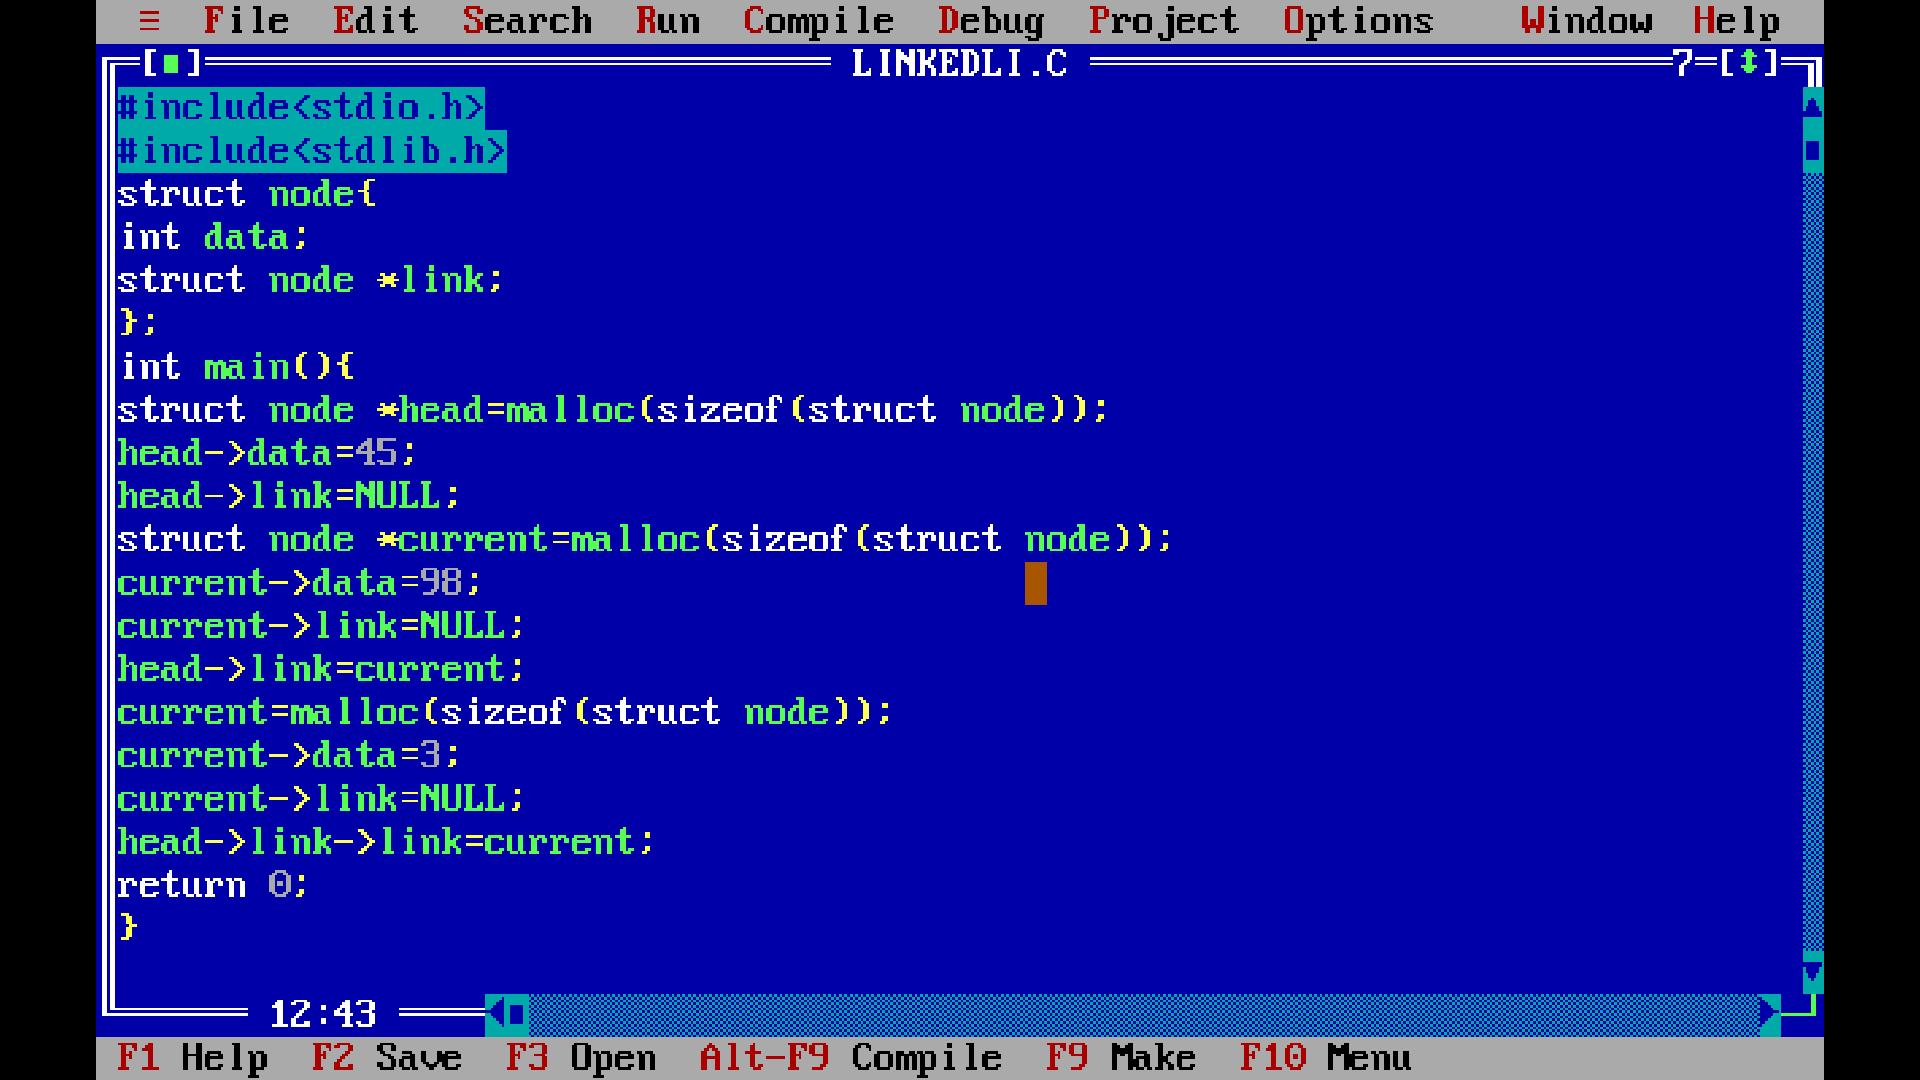 ≡ File Edit Search Run Compile Debug Project Options Window Help
[■] LINKEDLI.C 7=[↕]
#include<stdio.h>
#include<stdlib.h>
struct node{
int data;
struct node *link;
};
int main(){
struct node *head=malloc(sizeof(struct node));
head->data=45;
head->link=NULL;
struct node *current=malloc(sizeof(struct node));
current->data=98;
current->link=NULL;
head->link=current;
current=malloc(sizeof(struct node));
current->data=3;
current->link=NULL;
head->link->link=current;
return 0;
}
12:43
F1 Help F2 Save F3 Open Alt-F9 Compile F9 Make F10 Menu